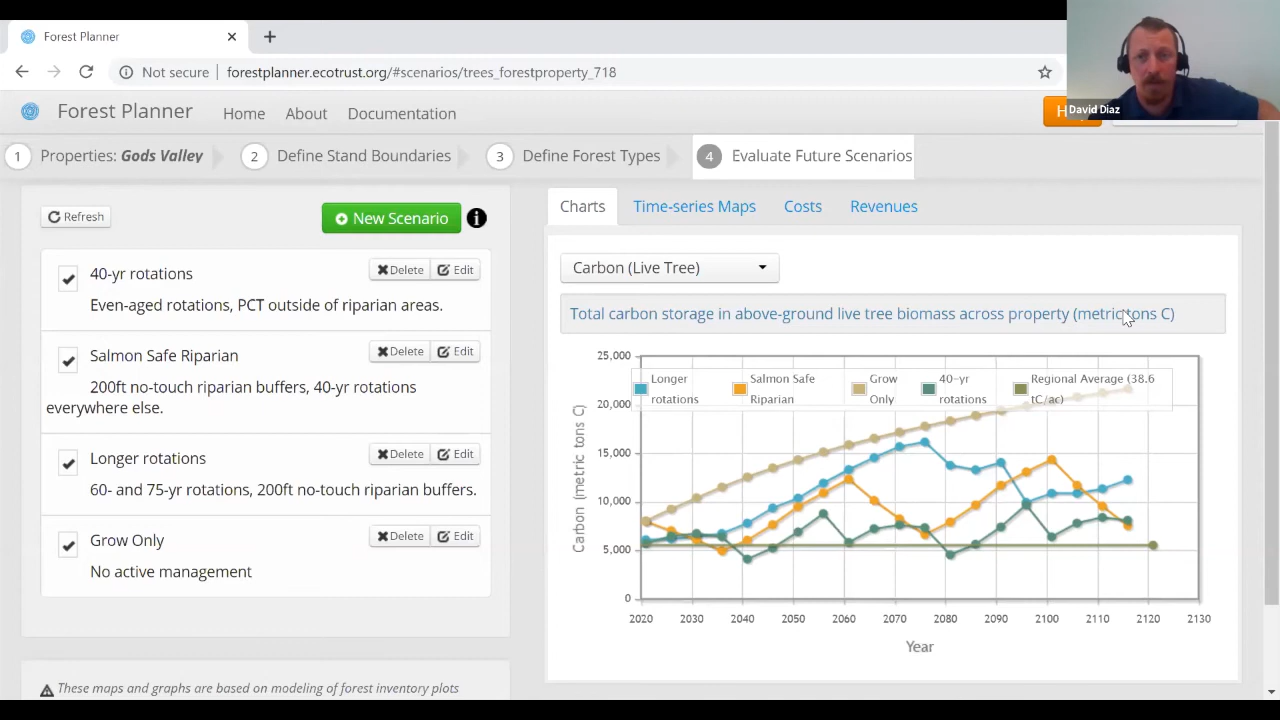 Forest Planner
Not secure
forestplanner.ecotrust.org/#scenarios/trees_forestproperty_718
David Diaz
Forest Planner
Home
About
Documentation
1
Properties: Gods Valley
2
Define Stand Boundaries
3
Define Forest Types
4
Evaluate Future Scenarios
Refresh
New Scenario
40-yr rotations
Delete
Edit
Even-aged rotations, PCT outside of riparian areas.
Salmon Safe Riparian
Delete
Edit
200ft no-touch riparian buffers, 40-yr rotations
everywhere else.
Longer rotations
Delete
Edit
60- and 75-yr rotations, 200ft no-touch riparian buffers.
Grow Only
Delete
Edit
No active management
These maps and graphs are based on modeling of forest inventory plots
Charts
Time-series Maps
Costs
Revenues
Carbon (Live Tree)
Total carbon storage in above-ground live tree biomass across property (metric tons C)
Longer
rotations
Salmon Safe
Riparian
Grow
Only
40-yr
rotations
Regional Average (38.6
tC/ac)
Carbon (metric tons C)
25,000
20,000
15,000
10,000
5,000
0
2020 2030 2040 2050 2060 2070 2080 2090 2100 2110 2120 2130
Year